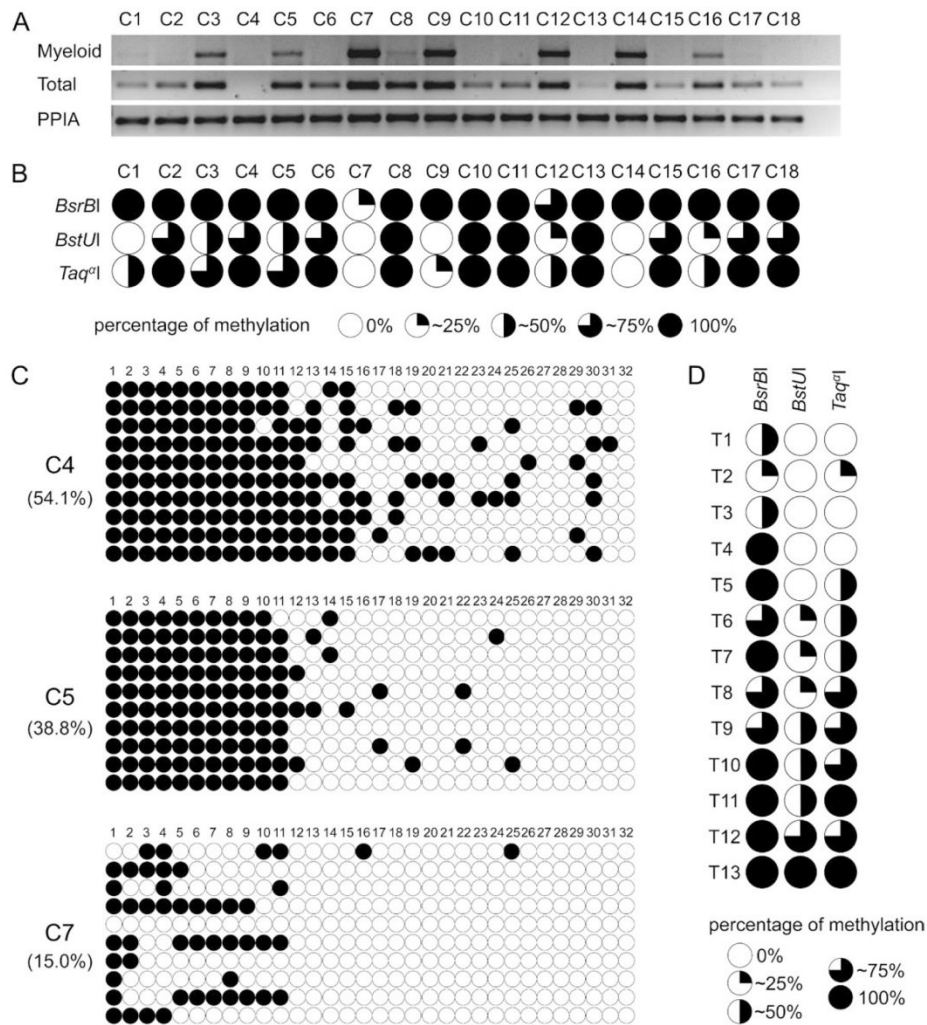 A
C1 C2 C3 C4 C5 C6 C7 C8 C9 C10 C11 C12 C13 C14 C15 C16 C17 C18
Myeloid
Total
PPIA
B
C1 C2 C3 C4 C5 C6 C7 C8 C9 C10 C11 C12 C13 C14 C15 C16 C17 C18
BsrBI
BstUI
TaqαI
percentage of methylation 0% ~25% ~50% ~75% 100%
C
1 2 3 4 5 6 7 8 9 10 11 12 13 14 15 16 17 18 19 20 21 22 23 24 25 26 27 28 29 30 31 32
C4
(54.1%)
1 2 3 4 5 6 7 8 9 10 11 12 13 14 15 16 17 18 19 20 21 22 23 24 25 26 27 28 29 30 31 32
C5
(38.8%)
1 2 3 4 5 6 7 8 9 10 11 12 13 14 15 16 17 18 19 20 21 22 23 24 25 26 27 28 29 30 31 32
C7
(15.0%)
D
BsrBI BstUI TaqαI
T1
T2
T3
T4
T5
T6
T7
T8
T9
T10
T11
T12
T13
percentage of methylation
0%
~25%
~50%
~75%
100%